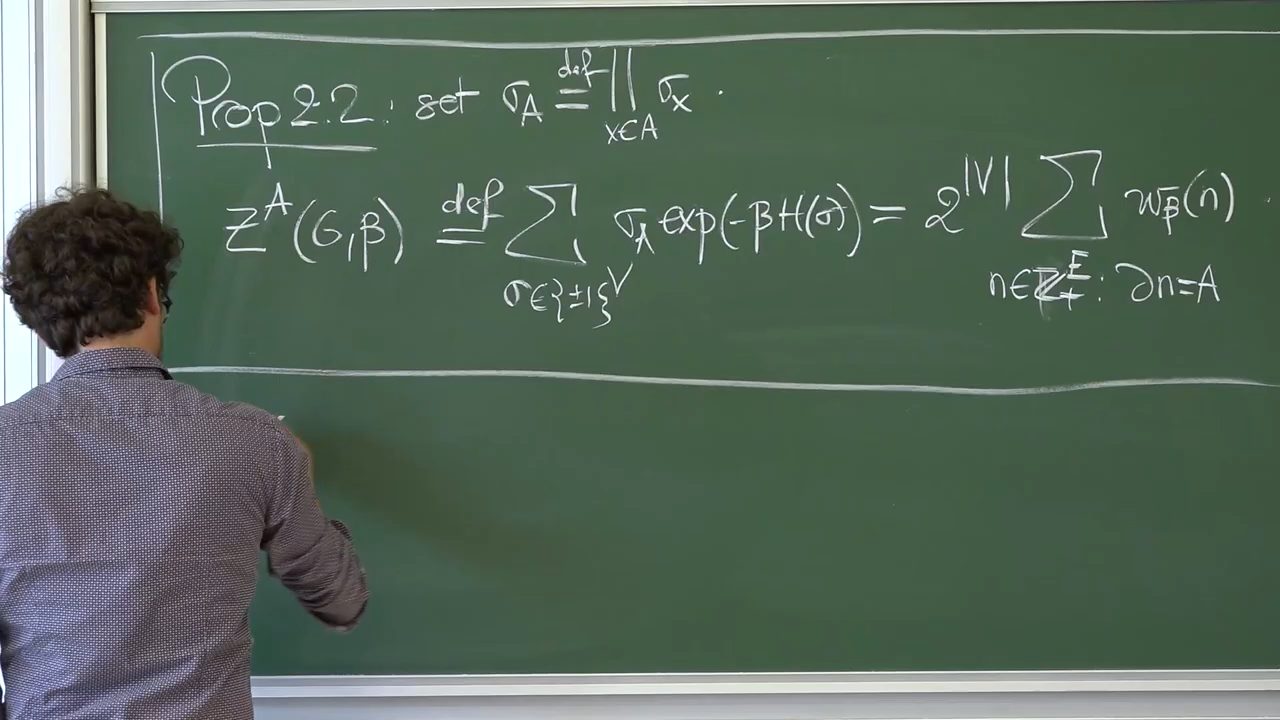 Prop 2.2: set σ_A ≝ ∏_{x∈A} σ_x.
Z^A(G,β) ≝ ∑_{σ∈{±1}^V} σ_A exp(-βH(σ)) = 2^{|V|} ∑_{n∈ℤ_+^E: ∂n=A} w_β(n).